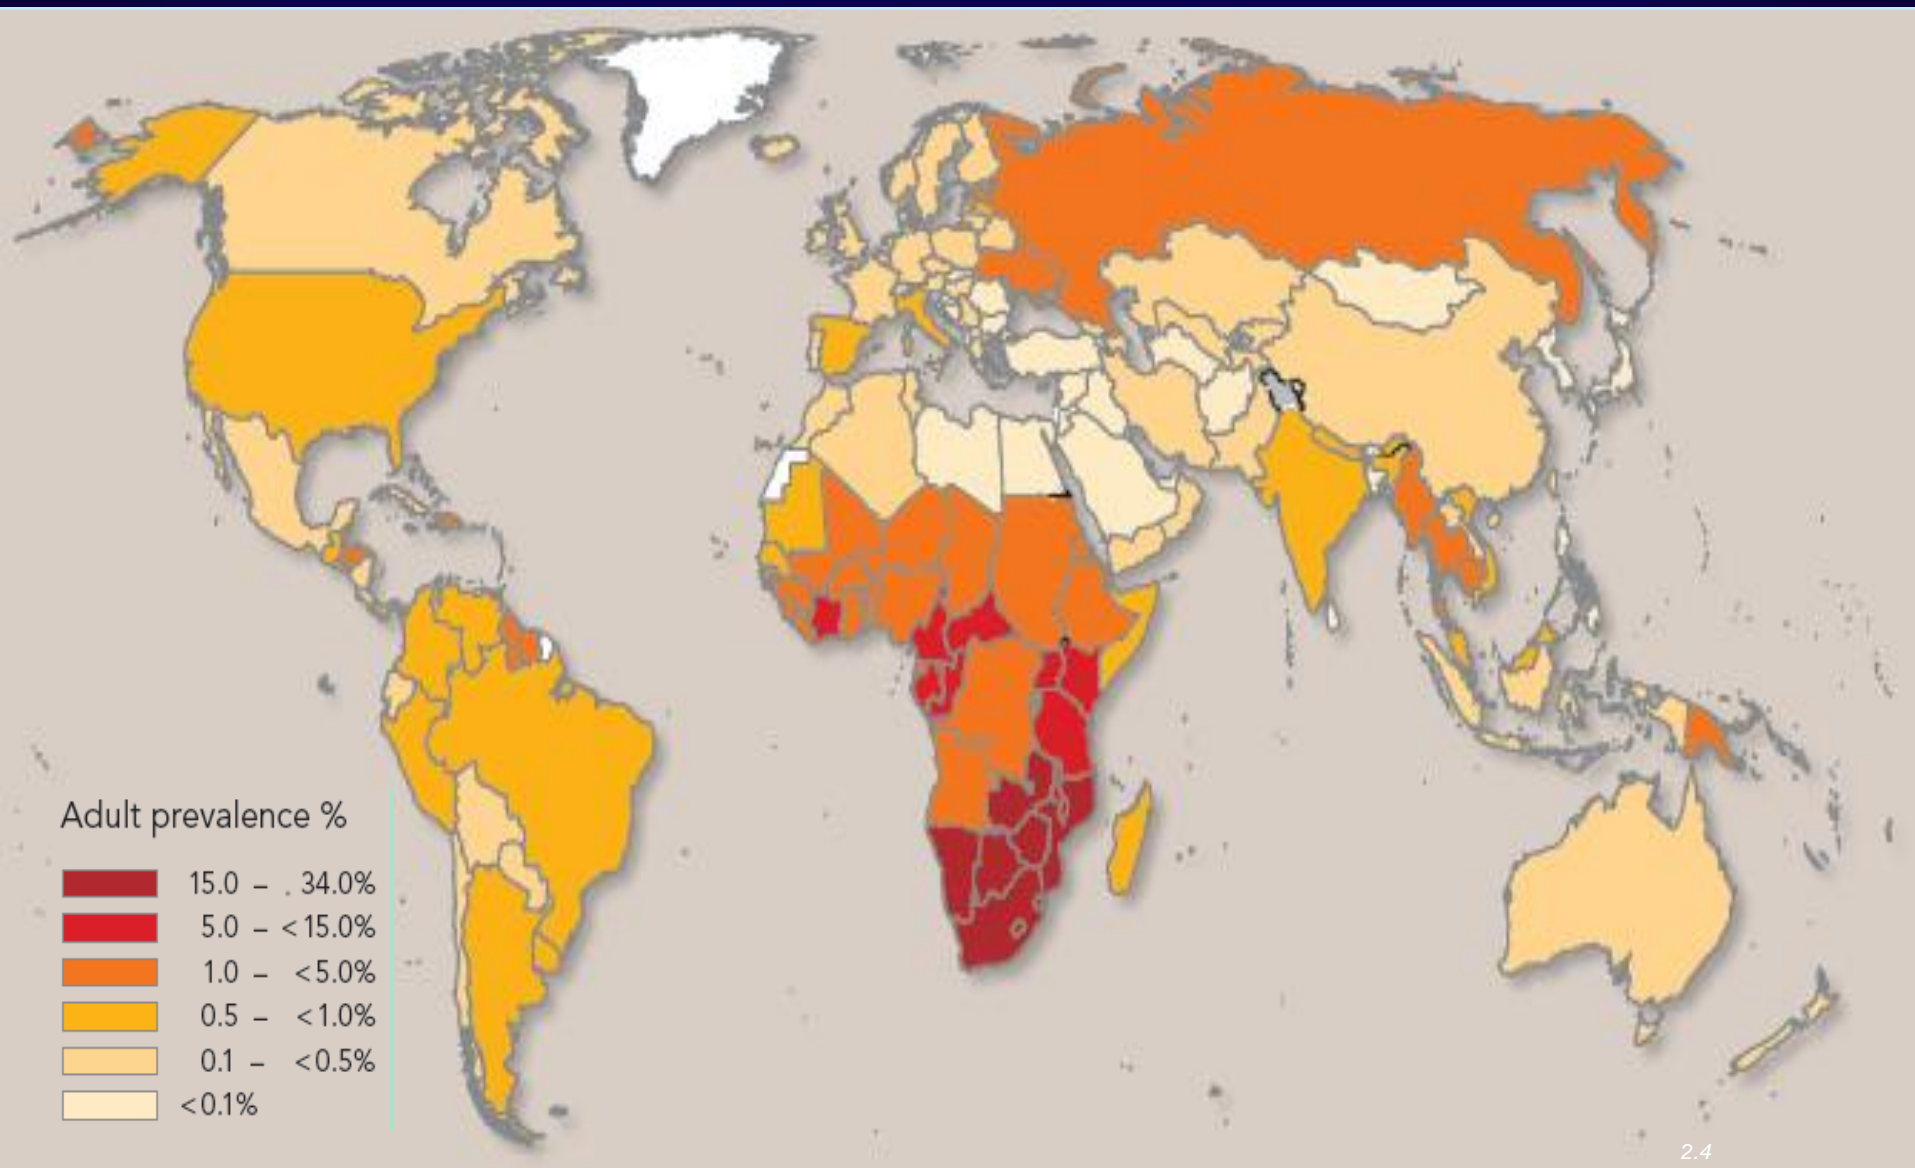 Adult prevalence %
15.0 – . 34.0%
5.0 – <15.0%
1.0 – <5.0%
0.5 – <1.0%
0.1 – <0.5%
<0.1%
2.4